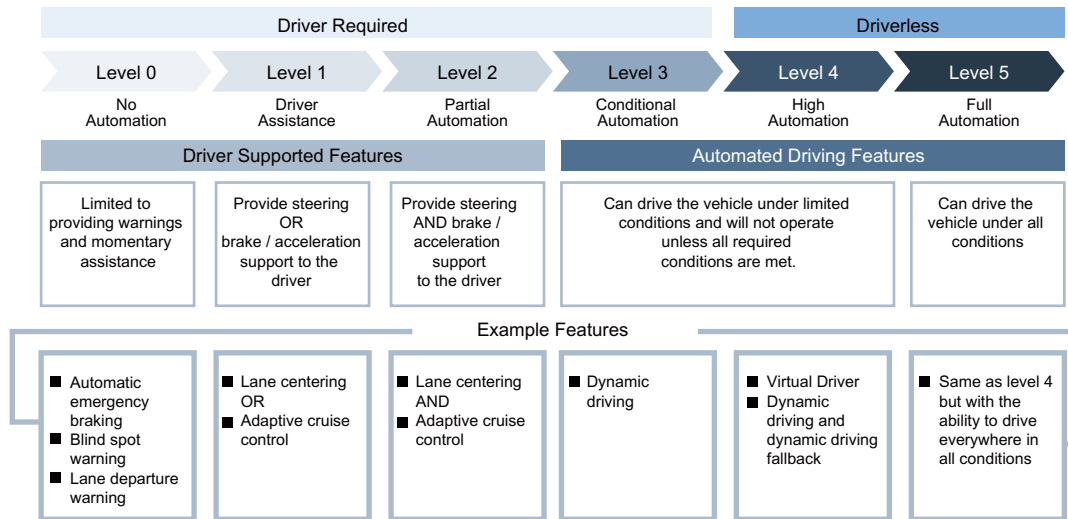 Driver Required
Driverless
Level 0
Level 1
Level 2
Level 3
Level 4
Level 5
No
Automation
Driver
Assistance
Partial
Automation
Conditional
Automation
High
Automation
Full
Automation
Driver Supported Features
Automated Driving Features
Limited to
providing warnings
and momentary
assistance
Provide steering
OR
brake / acceleration
support to the
driver
Provide steering
AND brake /
acceleration
support
to the driver
Can drive the vehicle under limited
conditions and will not operate
unless all required
conditions are met.
Can drive the
vehicle under all
conditions
Example Features
■ Automatic
emergency
braking
■ Blind spot
warning
■ Lane departure
warning
■ Lane centering
OR
■ Adaptive cruise
control
■ Lane centering
AND
■ Adaptive cruise
control
■ Dynamic
driving
■ Virtual Driver
■ Dynamic
driving and
dynamic driving
fallback
■ Same as level 4
but with the
ability to drive
everywhere in
all conditions